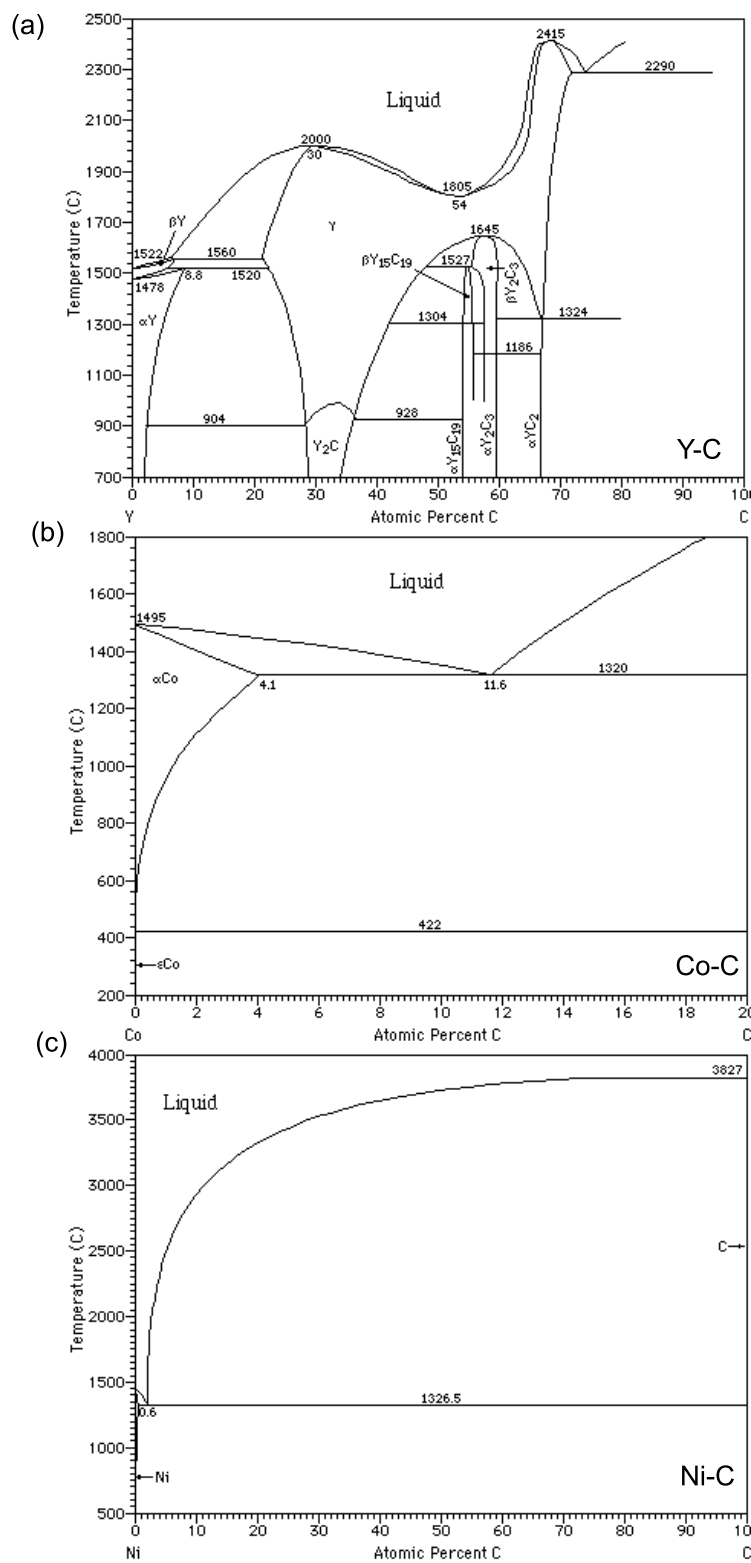 (a)
2500
2300
2100
1900
1700
1500
1300
1100
900
700
Temperature (C)
2415
2290
Liquid
2000
30
1805
54
γ
1645
βY
1522
1560
1527
βY₁₅C₁₉
βY₂C₃
1478
8.8
1520
αY
1304
1324
1186
904
928
Y₂C
αY₁₅C₁₉
αY₂C₃
αYC₂
Y-C
0 10 20 30 40 50 60 70 80 90 10
Y Atomic Percent C C
(b)
1800
1600
1400
1200
1000
800
600
400
200
Temperature (C)
Liquid
1495
αCo
4.1
11.6
1320
422
εCo
Co-C
0 2 4 6 8 10 12 14 16 18 20
Co Atomic Percent C C
(c)
4000
3500
3000
2500
2000
1500
1000
500
Temperature (C)
3827
Liquid
C
1326.5
0.6
Ni
Ni-C
0 10 20 30 40 50 60 70 80 90 100
Ni Atomic Percent C C